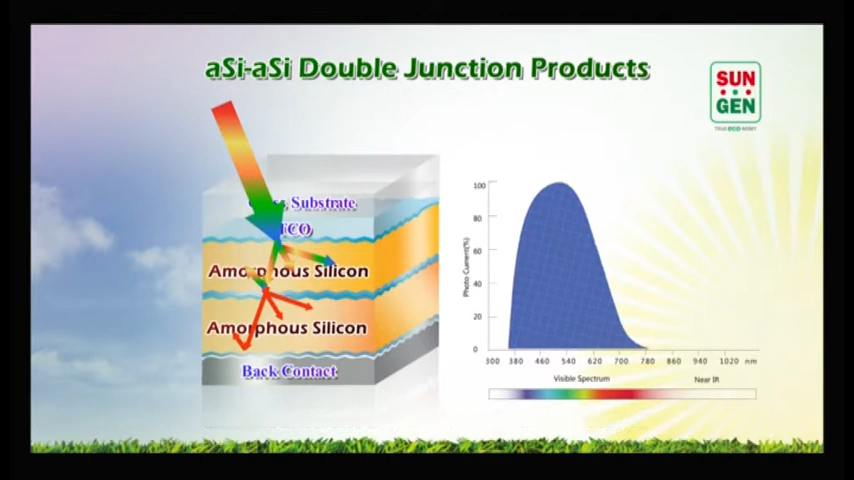 aSi-aSi Double Junction Products
SUN
GEN
TRUE eco MONEY
Substrate
TCO
Amorphous Silicon
Amorphous Silicon
Back Contact
Photo Current(%)
100
80
60
40
20
0
300 380 460 540 620 700 780 860 940 1020 nm
Visible Spectrum
Near IR